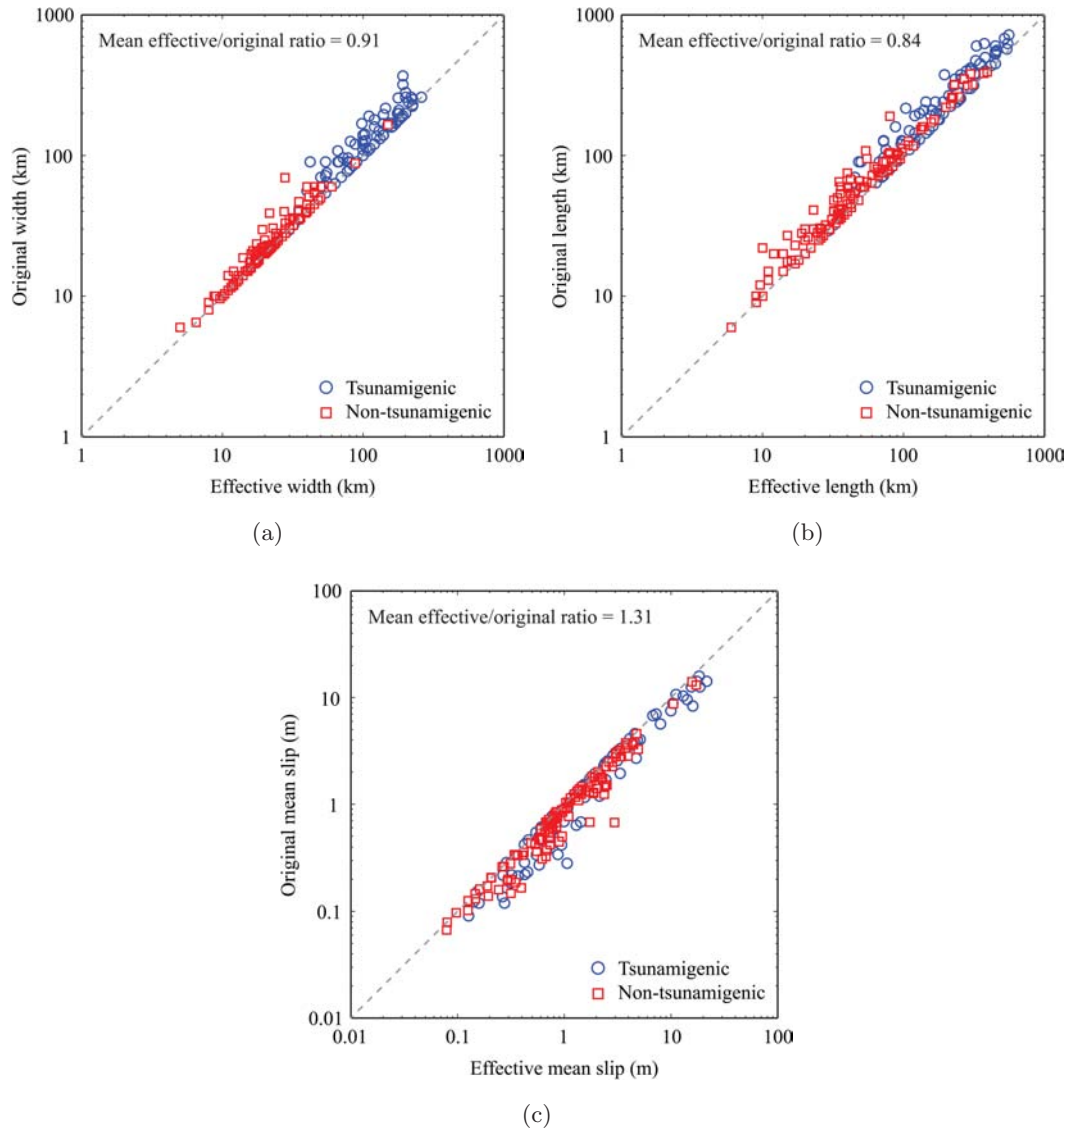 1000
Mean effective/original ratio = 0.91
100
Original width (km)
10
Tsunamigenic
Non-tsunamigenic
1
1 10 100 1000
Effective width (km)
(a)
1000
Mean effective/original ratio = 0.84
100
Original length (km)
10
Tsunamigenic
Non-tsunamigenic
1
1 10 100 1000
Effective length (km)
(b)
100
Mean effective/original ratio = 1.31
10
Original mean slip (m)
1
0.1
Tsunamigenic
Non-tsunamigenic
0.01
0.01 0.1 1 10 100
Effective mean slip (m)
(c)